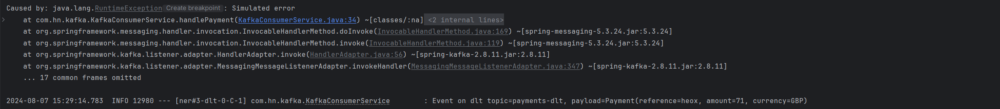 Caused by: java.lang.RuntimeException Create breakpoint : Simulated error
at com.hn.kafka.KafkaConsumerService.handlePayment(KafkaConsumerService.java:34) ~[classes/:na] <2 internal lines>
at org.springframework.messaging.handler.invocation.InvocableHandlerMethod.doInvoke(InvocableHandlerMethod.java:169) ~[spring-messaging-5.3.24.jar:5.3.24]
at org.springframework.messaging.handler.invocation.InvocableHandlerMethod.invoke(InvocableHandlerMethod.java:119) ~[spring-messaging-5.3.24.jar:5.3.24]
at org.springframework.kafka.listener.adapter.HandlerAdapter.invoke(HandlerAdapter.java:56) ~[spring-kafka-2.8.11.jar:2.8.11]
at org.springframework.kafka.listener.adapter.MessagingMessageListenerAdapter.invokeHandler(MessagingMessageListenerAdapter.java:347) ~[spring-kafka-2.8.11.jar:2.8.11]
... 17 common frames omitted
2024-08-07 15:29:14.783  INFO 12980 --- [ner#3-dlt-0-C-1] com.hn.kafka.KafkaConsumerService        : Event on dlt topic=payments-dlt, payload=Payment(reference=heox, amount=71, currency=GBP)